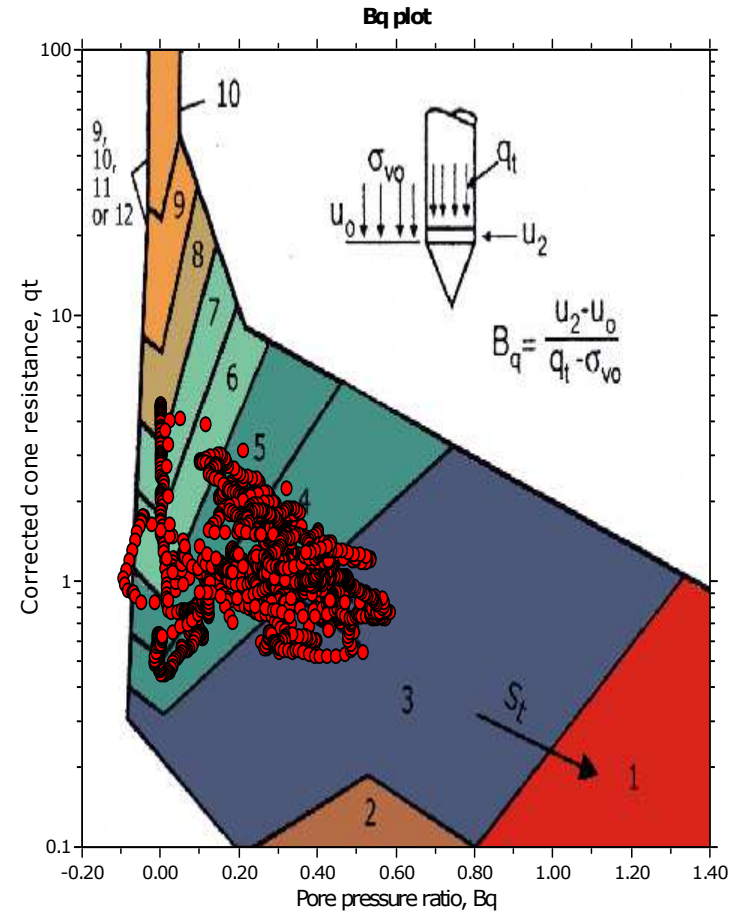 Bq plot
100
10
1
0.1
Corrected cone resistance, qt
-0.20 0.00 0.20 0.40 0.60 0.80 1.00 1.20 1.40
Pore pressure ratio, Bq
10
9,
10,
11
or 12
9
8
7
6
5
4
3
2
1
St
σvo
qt
uo
u2
Bq= u2-uo
qt-σvo